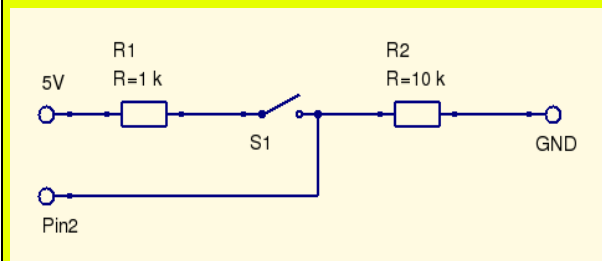 R1
R=1 k
R2
R=10 k
5V
S1
GND
Pin2